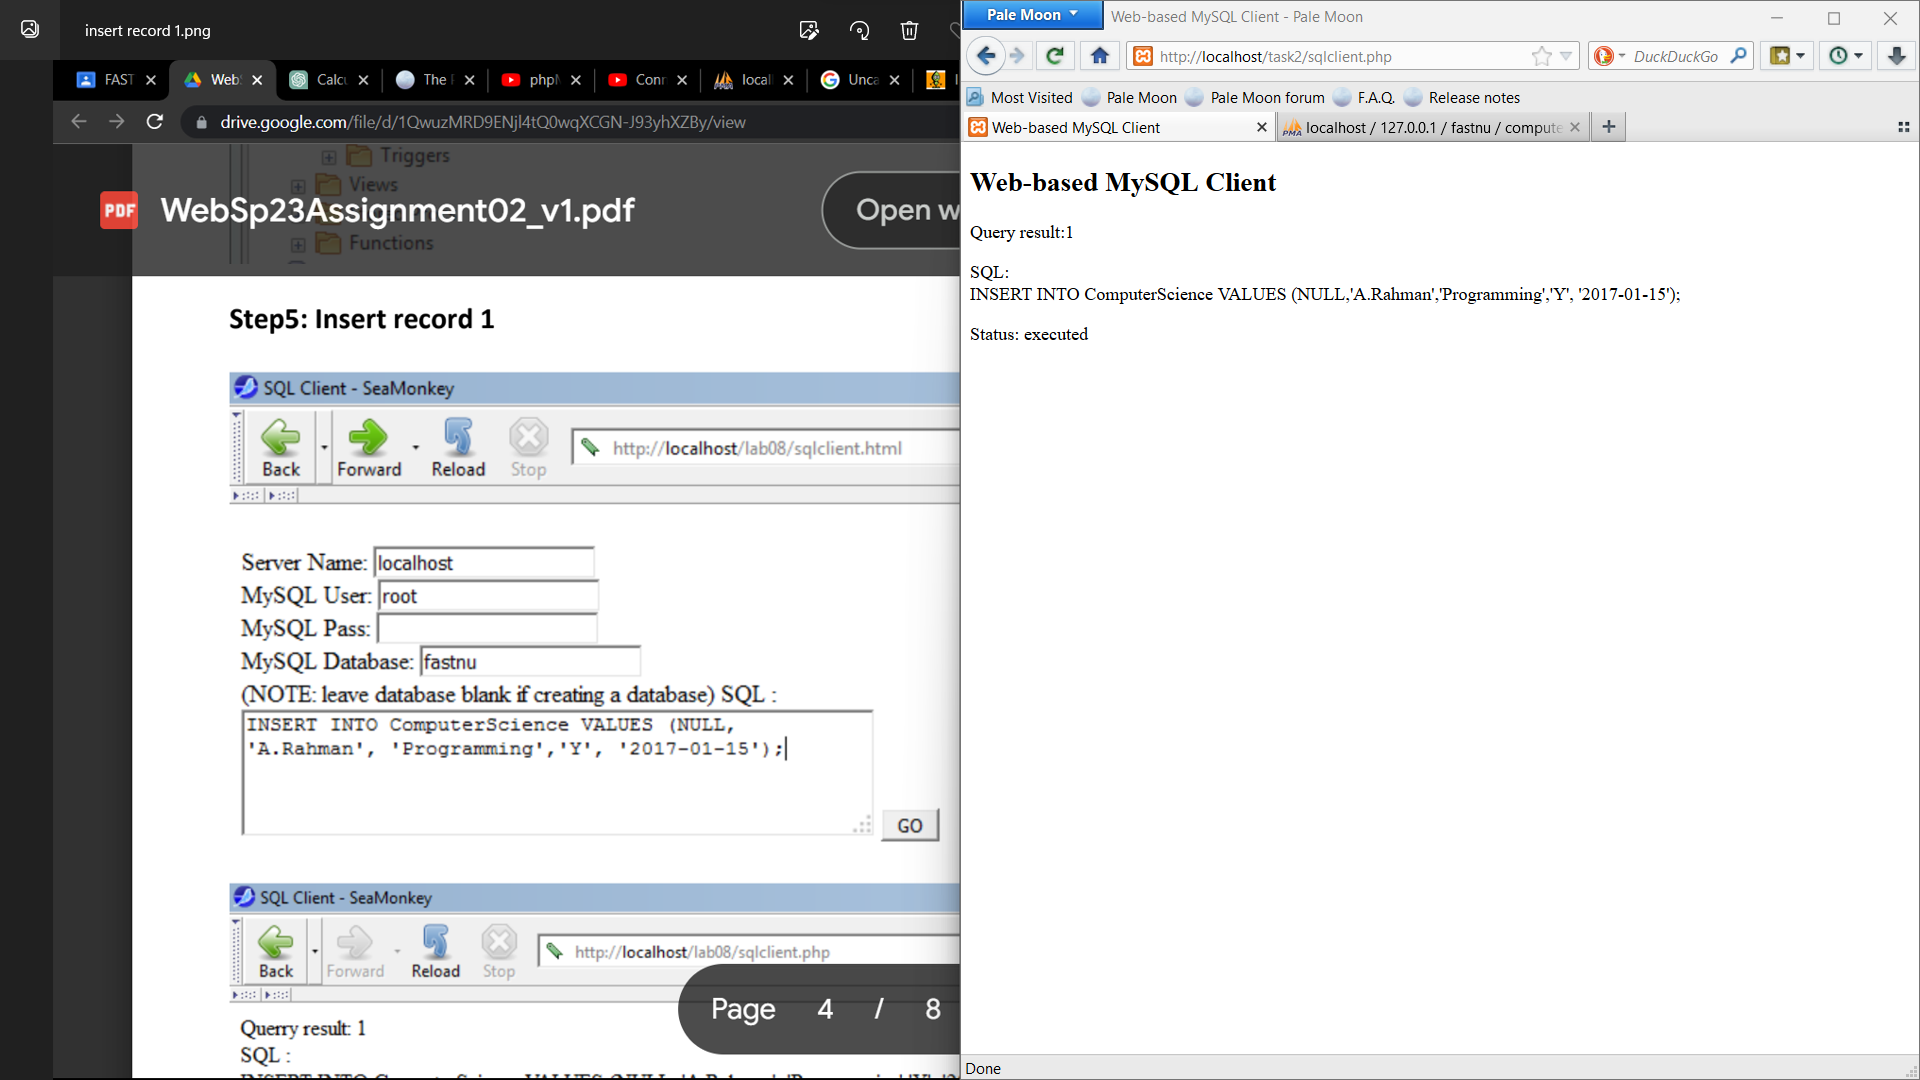 insert record 1.png
FAST
Web
Calc
The
php
Conn
local
Unca
drive.google.com/file/d/1QwuzMRD9ENjl4tQ0wqXCGN-J93yhXZBy/view
Triggers
Views
Functions
PDF
WebSp23Assignment02_v1.pdf
Open w
Step5: Insert record 1
SQL Client - SeaMonkey
Back
Forward
Reload
Stop
http://localhost/lab08/sqlclient.html
Server Name: localhost
MySQL User: root
MySQL Pass:
MySQL Database: fastnu
(NOTE: leave database blank if creating a database) SQL :
INSERT INTO ComputerScience VALUES (NULL,
'A.Rahman', 'Programming','Y', '2017-01-15');
GO
SQL Client - SeaMonkey
Back
Forward
Reload
Stop
http://localhost/lab08/sqlclient.php
Page 4 / 8
Querry result: 1
SQL :
Pale Moon
Web-based MySQL Client - Pale Moon
http://localhost/task2/sqlclient.php
DuckDuckGo
Most Visited
Pale Moon
Pale Moon forum
F.A.Q.
Release notes
Web-based MySQL Client
PMA
localhost / 127.0.0.1 / fastnu / compute
Web-based MySQL Client
Query result:1
SQL:
INSERT INTO ComputerScience VALUES (NULL,'A.Rahman','Programming','Y', '2017-01-15');
Status: executed
Done